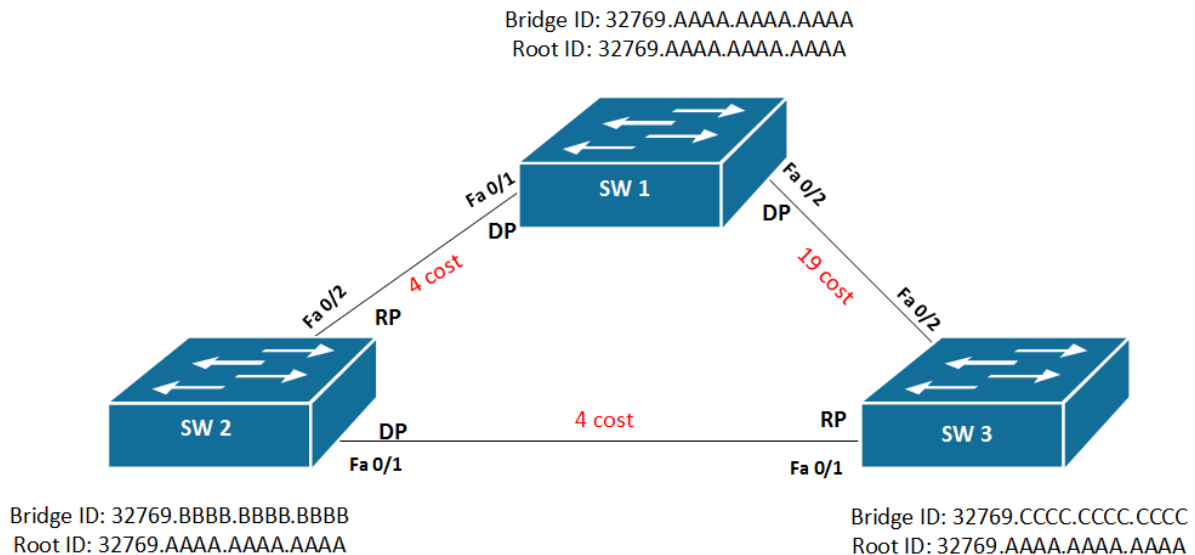 Bridge ID: 32769.AAAA.AAAA.AAAA
Root ID: 32769.AAAA.AAAA.AAAA
SW 1
Fa 0/1
DP
Fa 0/2
DP
4 cost
19 cost
Fa 0/2
RP
Fa 0/2
SW 2
DP
Fa 0/1
4 cost
RP
Fa 0/1
SW 3
Bridge ID: 32769.BBBB.BBBB.BBBB
Root ID: 32769.AAAA.AAAA.AAAA
Bridge ID: 32769.CCCC.CCCC.CCCC
Root ID: 32769.AAAA.AAAA.AAAA